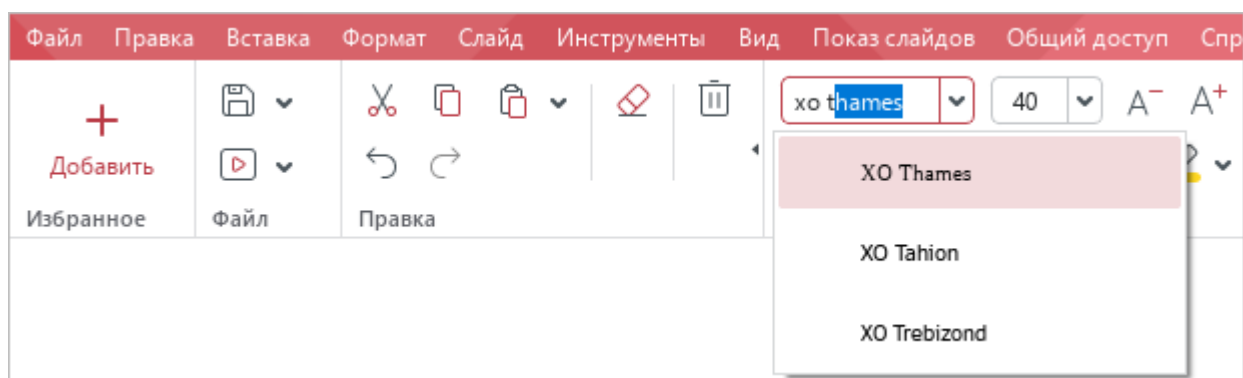 Файл Правка Вставка Формат Слайд Инструменты Вид Показ слайдов Общий доступ Спр
xo thames 40 A⁻ A⁺
Добавить
XO Thames
Избранное Файл Правка
XO Tahion
XO Trebizond